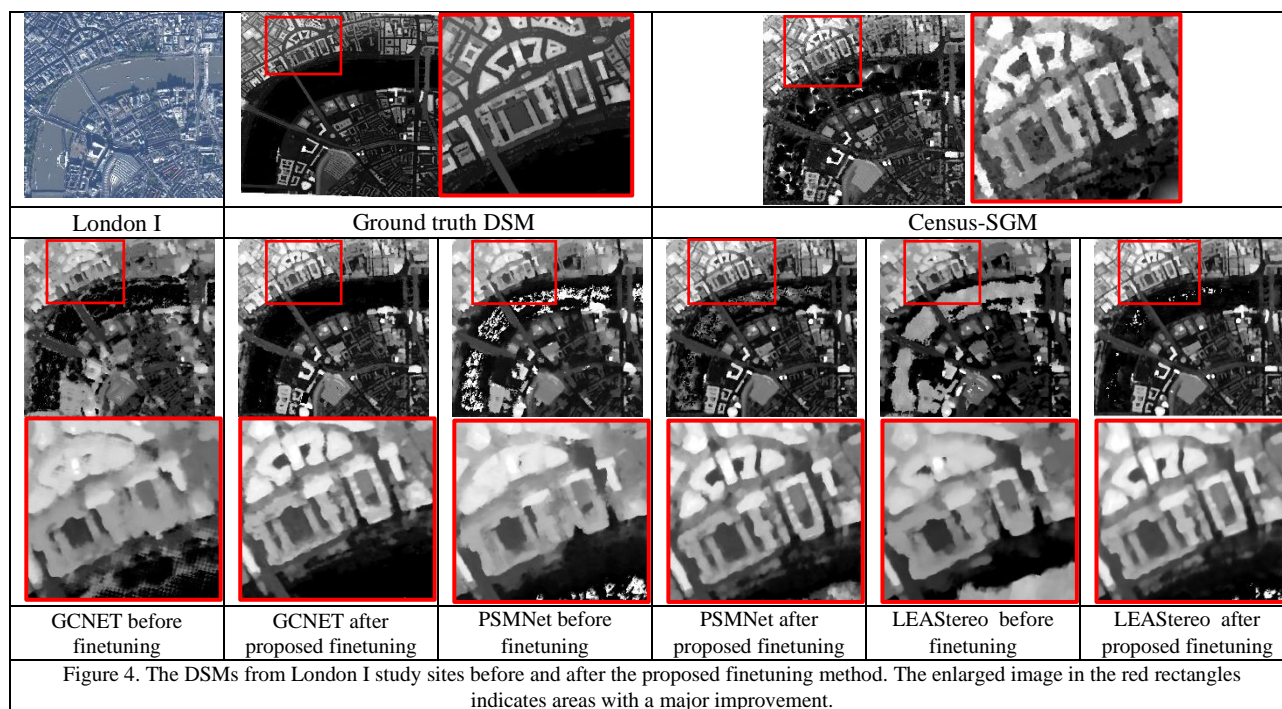 London I
Ground truth DSM
Census-SGM
GCNET before
finetuning
GCNET after
proposed finetuning
PSMNet before
finetuning
PSMNet after
proposed finetuning
LEAStereo before
finetuning
LEAStereo after
proposed finetuning
Figure 4. The DSMs from London I study sites before and after the proposed finetuning method. The enlarged image in the red rectangles
indicates areas with a major improvement.